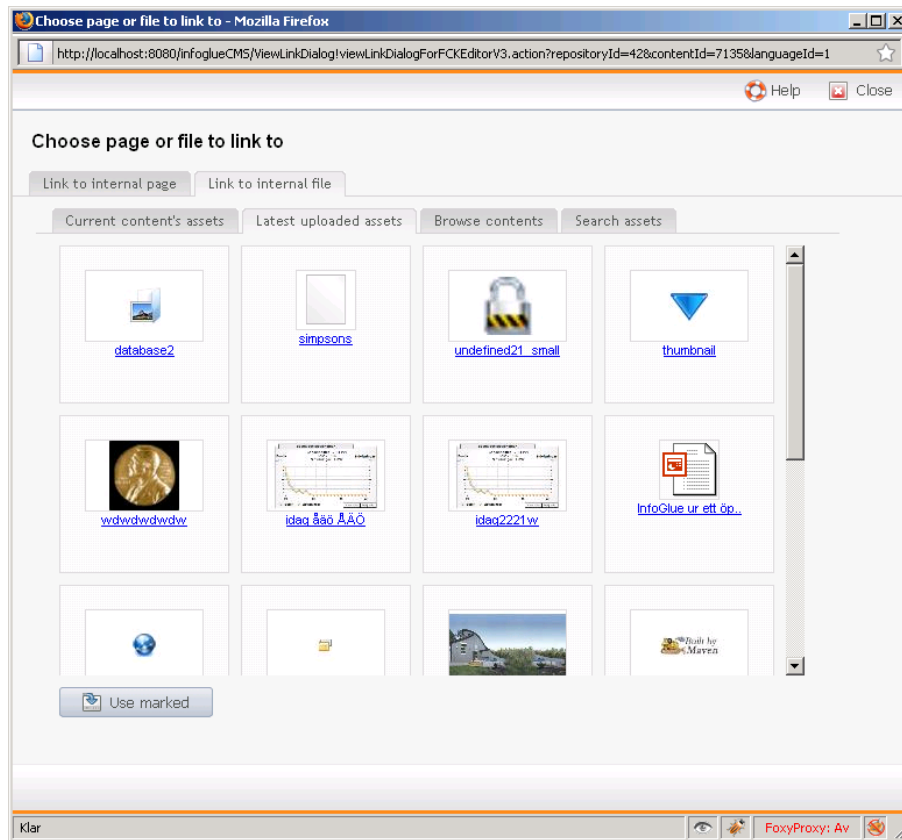 Choose page or file to link to - Mozilla Firefox
http://localhost:8080/infoglueCMS/ViewLinkDialog!viewLinkDialogForFCKEditorV3.action?repositoryId=42&contentId=7135&languageId=1
Help Close
Choose page or file to link to
Link to internal page Link to internal file
Current content's assets Latest uploaded assets Browse contents Search assets
database2 simpsons undefined21_small thumbnail
wdwdwdwdw idag åäö ÅÄÖ idag2221w InfoGlue ur ett öp..
Built by
Maven
Use marked
Klar FoxyProxy: Av